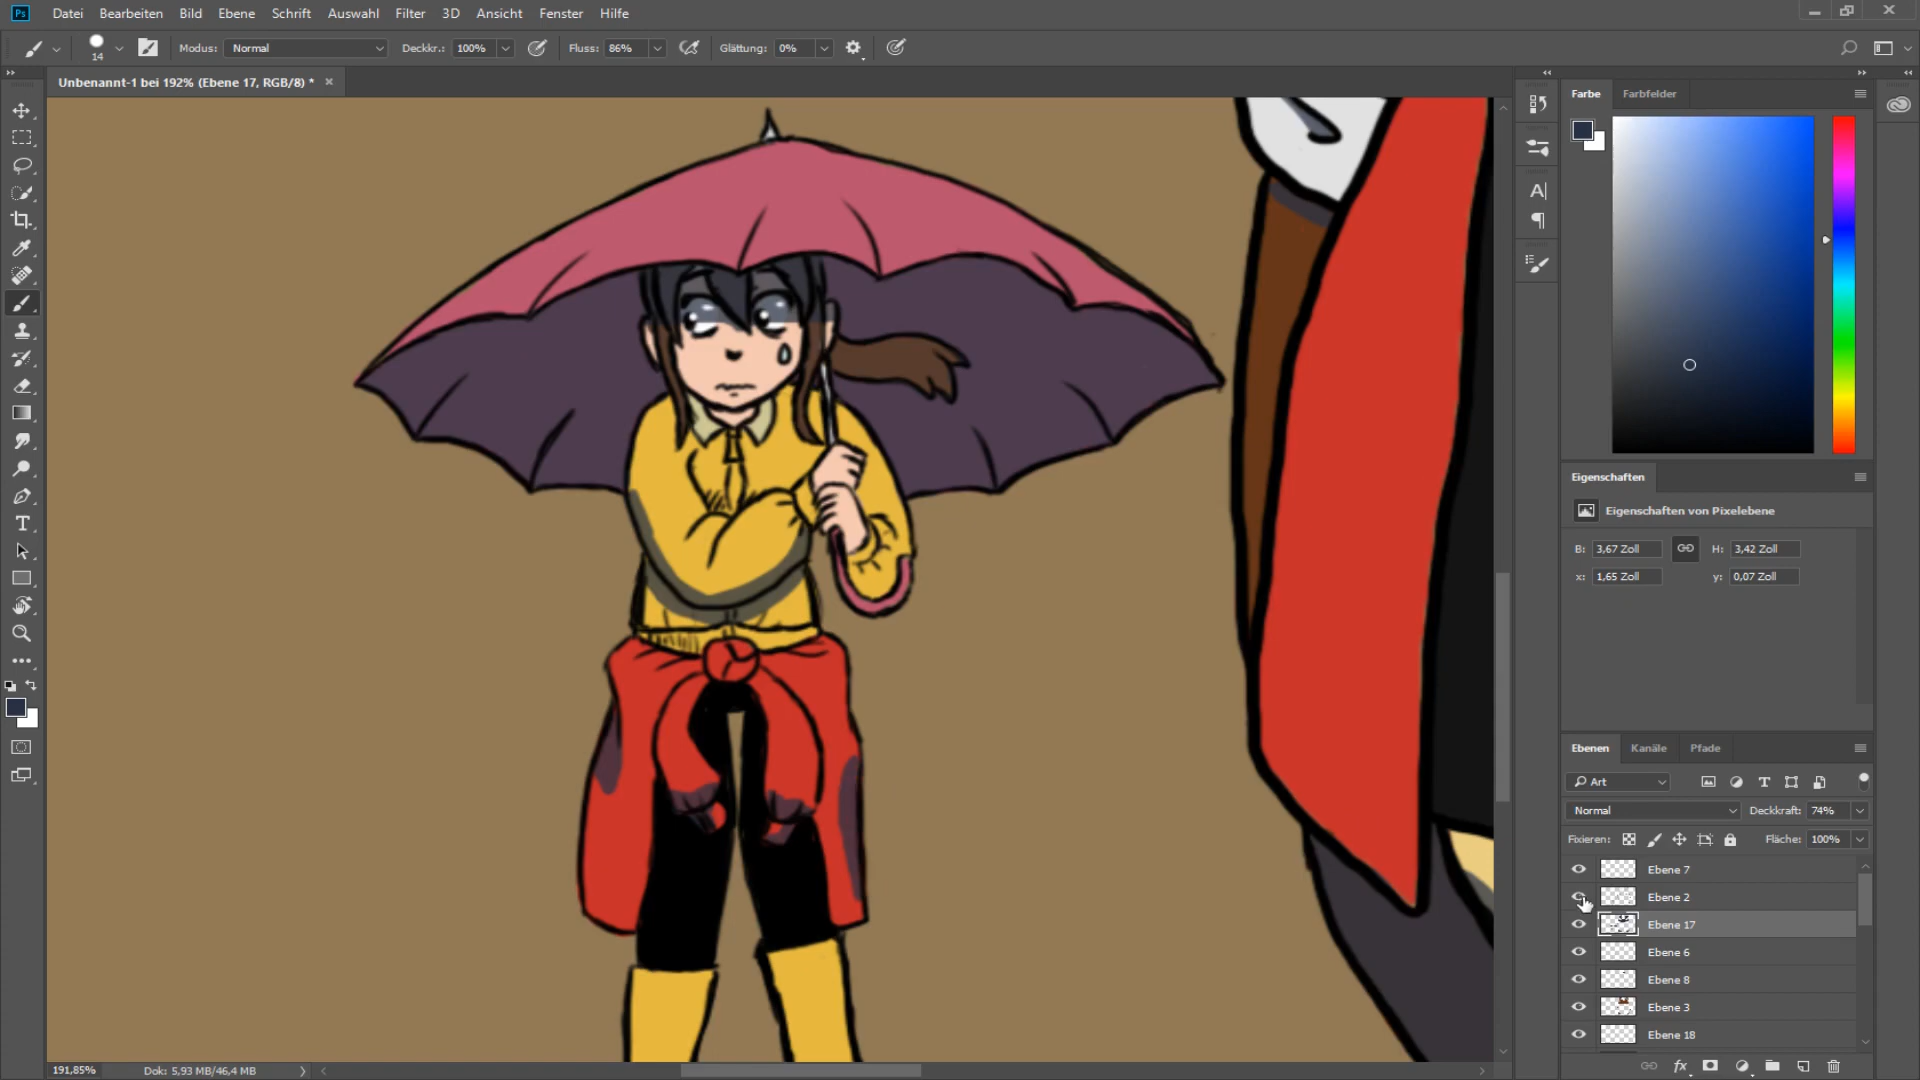 Ps Datei Bearbeiten Bild Ebene Schrift Auswahl Filter 3D Ansicht Fenster Hilfe
14 Modus: Normal Deckkr.: 100% Fluss: 86% Glättung: 0%
Unbenannt-1 bei 192% (Ebene 17, RGB/8) *
Farbe Farbfelder
Eigenschaften
Eigenschaften von Pixelebene
B: 3,67 Zoll H: 3,42 Zoll
x: 1,65 Zoll y: 0,07 Zoll
Ebenen Kanäle Pfade
Art
Normal Deckkraft: 74%
Fixieren: Fläche: 100%
Ebene 7
Ebene 2
Ebene 17
Ebene 6
Ebene 8
Ebene 3
Ebene 18
191,85% Dok: 5,93 MB/46,4 MB